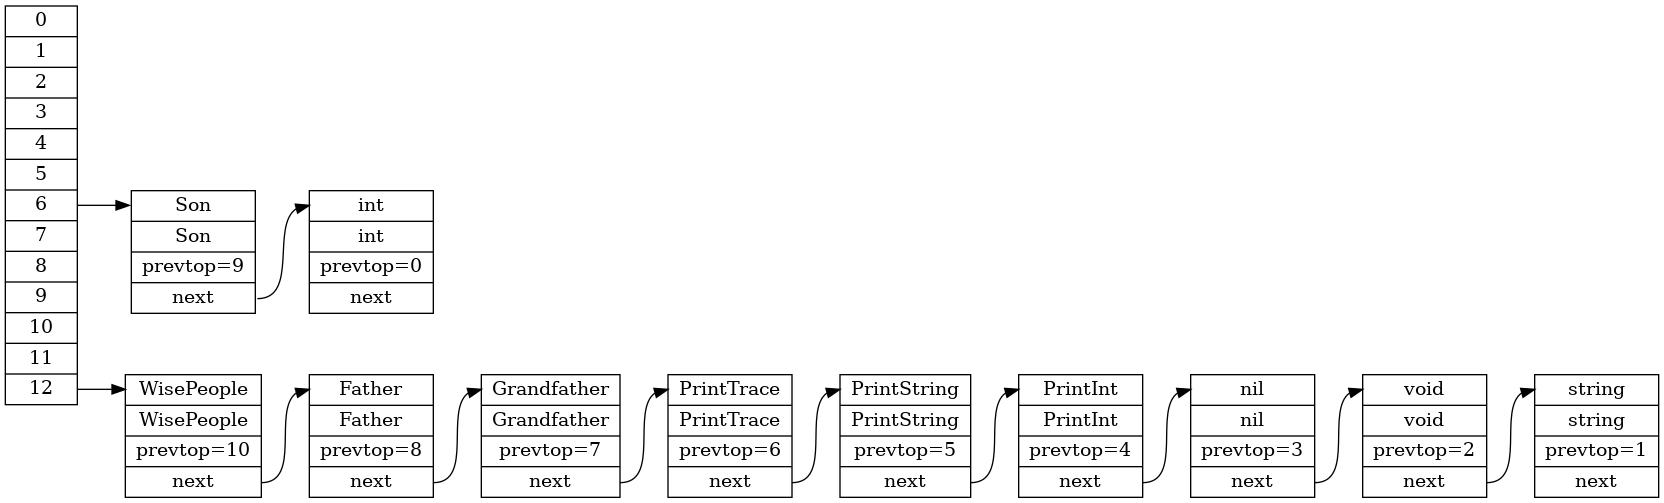 0
1
2
3
4
5
6
7
8
9
10
11
12
Son
Son
prevtop=9
next
int
int
prevtop=0
next
WisePeople
WisePeople
prevtop=10
next
Father
Father
prevtop=8
next
Grandfather
Grandfather
prevtop=7
next
PrintTrace
PrintTrace
prevtop=6
next
PrintString
PrintString
prevtop=5
next
PrintInt
PrintInt
prevtop=4
next
nil
nil
prevtop=3
next
void
void
prevtop=2
next
string
string
prevtop=1
next